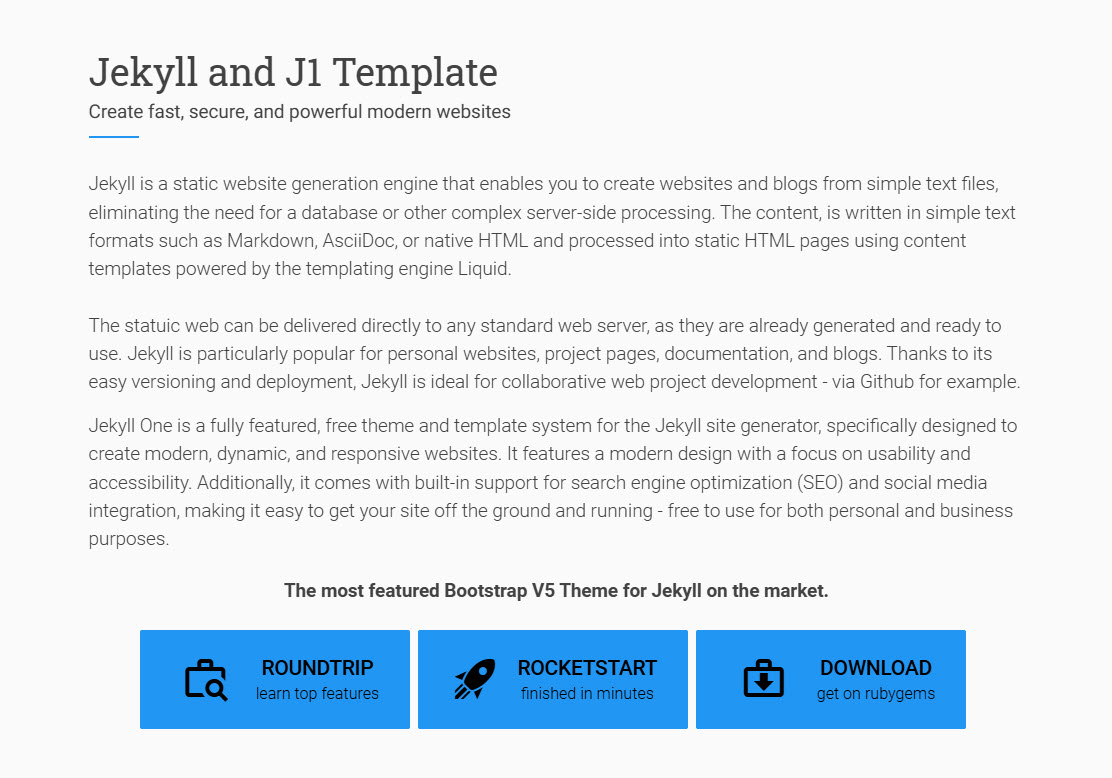 Jekyll and J1 Template
Create fast, secure, and powerful modern websites
Jekyll is a static website generation engine that enables you to create websites and blogs from simple text files,
eliminating the need for a database or other complex server-side processing. The content, is written in simple text
formats such as Markdown, AsciiDoc, or native HTML and processed into static HTML pages using content
templates powered by the templating engine Liquid.
The statuic web can be delivered directly to any standard web server, as they are already generated and ready to
use. Jekyll is particularly popular for personal websites, project pages, documentation, and blogs. Thanks to its
easy versioning and deployment, Jekyll is ideal for collaborative web project development - via Github for example.
Jekyll One is a fully featured, free theme and template system for the Jekyll site generator, specifically designed to
create modern, dynamic, and responsive websites. It features a modern design with a focus on usability and
accessibility. Additionally, it comes with built-in support for search engine optimization (SEO) and social media
integration, making it easy to get your site off the ground and running - free to use for both personal and business
purposes.
The most featured Bootstrap V5 Theme for Jekyll on the market.
ROUNDTRIP
learn top features
ROCKETSTART
finished in minutes
DOWNLOAD
get on rubygems